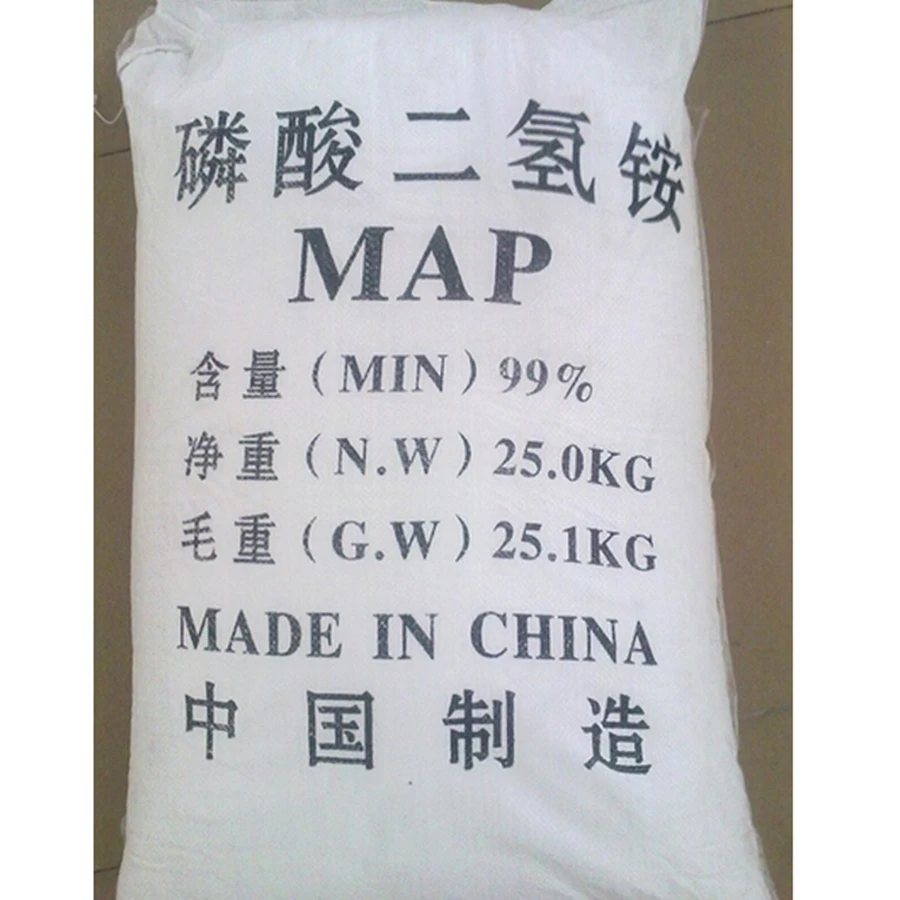 磷酸二氢铵
MAP
含量(MIN)99%
净重(N.W)25.0KG
毛重(G.W)25.1KG
MADE IN CHINA
中国制造